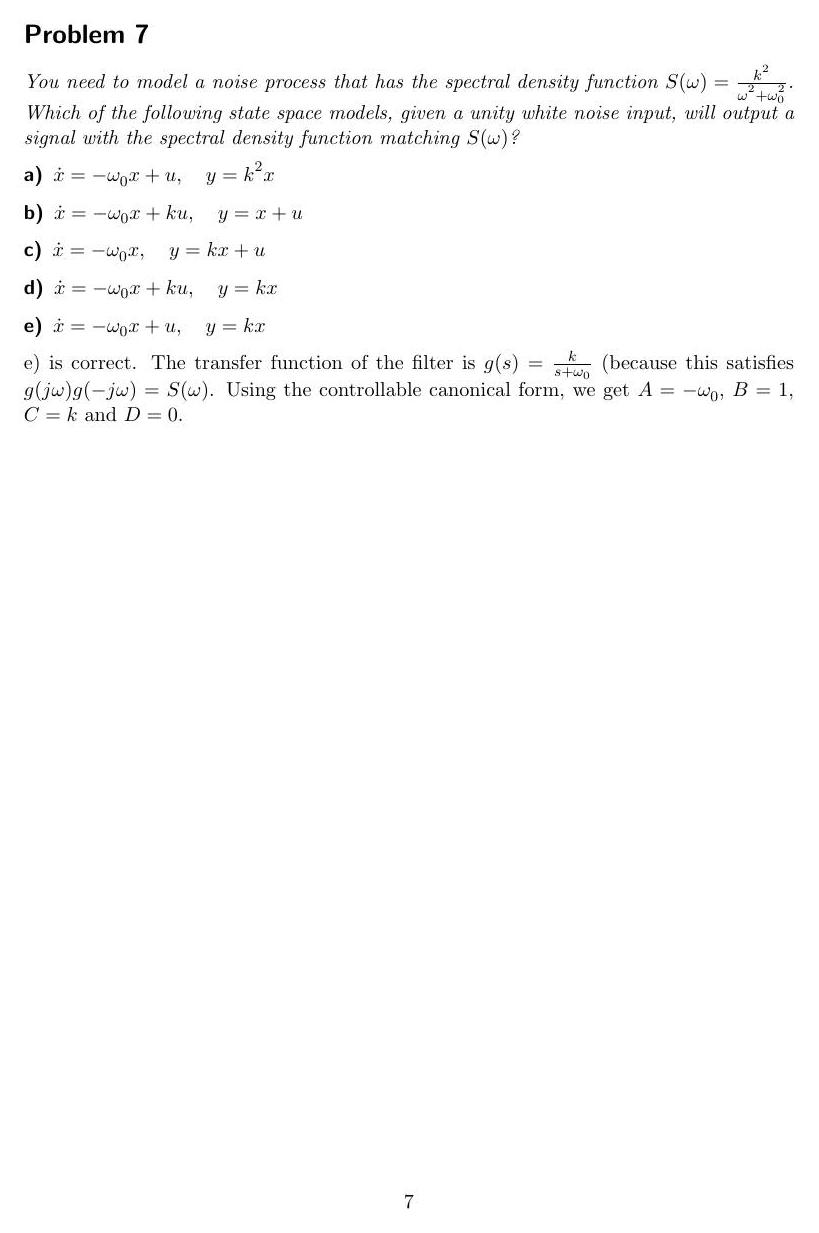 Problem 7
You need to model a noise process that has the spectral density function S(ω) = k²/(ω²+ω₀²).
Which of the following state space models, given a unity white noise input, will output a
signal with the spectral density function matching S(ω)?
a) ẋ = −ω₀x + u, y = k²x
b) ẋ = −ω₀x + ku, y = x + u
c) ẋ = −ω₀x, y = kx + u
d) ẋ = −ω₀x + ku, y = kx
e) ẋ = −ω₀x + u, y = kx
e) is correct. The transfer function of the filter is g(s) = k/(s+ω₀) (because this satisfies
g(jω)g(−jω) = S(ω). Using the controllable canonical form, we get A = −ω₀, B = 1,
C = k and D = 0.
7